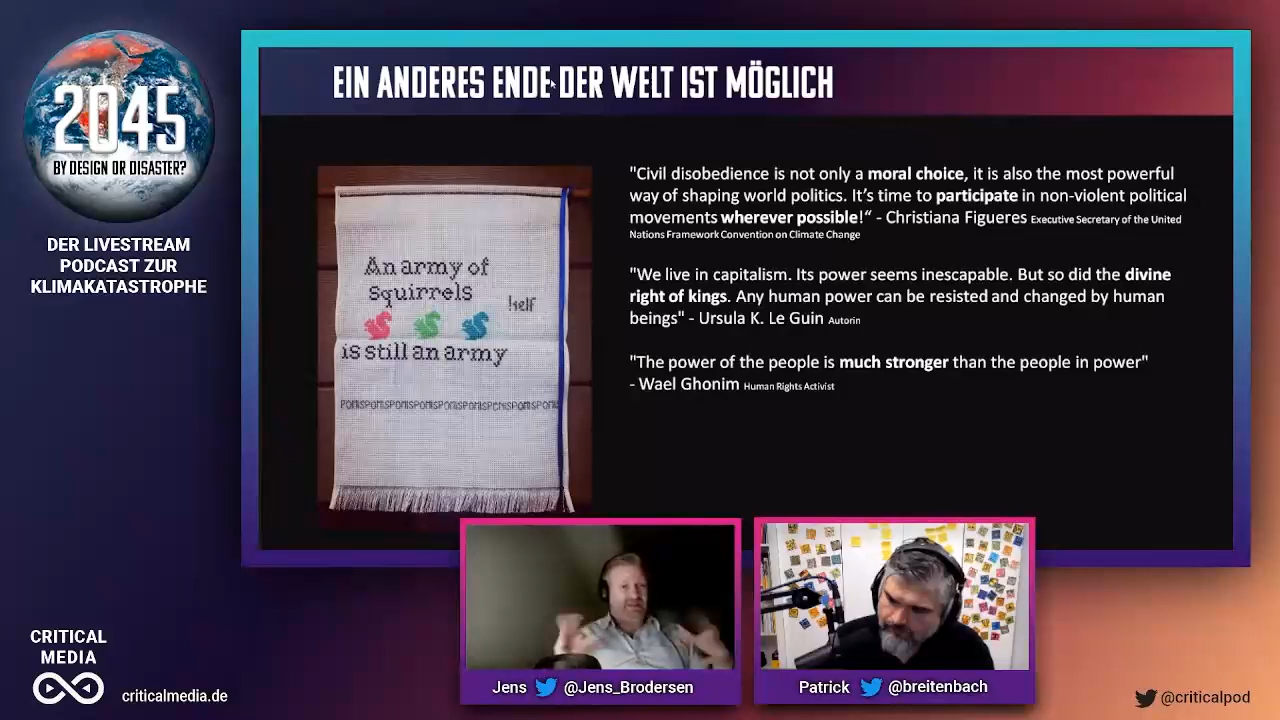 2045
BY DESIGN OR DISASTER?
DER LIVESTREAM
PODCAST ZUR
KLIMAKATASTROPHE
EIN ANDERES ENDE DER WELT IST MÖGLICH
An army of
squirrels
is still an army
"Civil disobedience is not only a moral choice, it is also the most powerful
way of shaping world politics. It’s time to participate in non-violent political
movements wherever possible!“ - Christiana Figueres Executive Secretary of the United
Nations Framework Convention on Climate Change
"We live in capitalism. Its power seems inescapable. But so did the divine
right of kings. Any human power can be resisted and changed by human
beings" - Ursula K. Le Guin Autorin
"The power of the people is much stronger than the people in power"
- Wael Ghonim Human Rights Activist
Jens @Jens_Brodersen
Patrick @breitenbach
CRITICAL
MEDIA
criticalmedia.de
@criticalpod